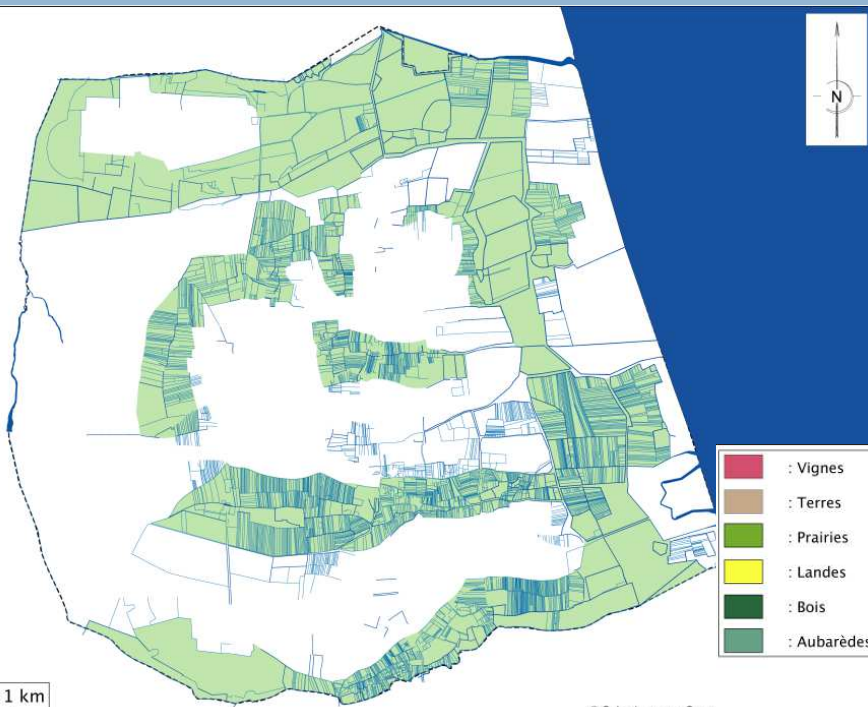 N
: Vignes
: Terres
: Prairies
: Landes
: Bois
: Aubarèdes
1 km